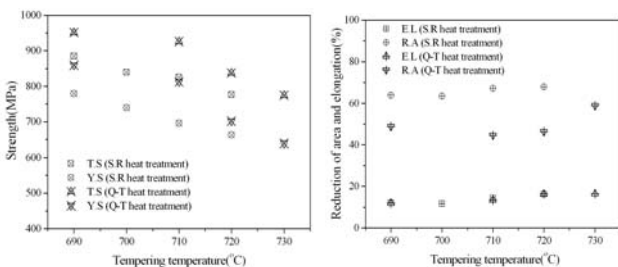 1000
900
800
700
600
500
400
690
700
710
720
730
Strength(MPa)
Tempering temperature(°C)
T.S (S.R heat treatment)
Y.S (S.R heat treatment)
T.S (Q-T heat treatment)
Y.S (Q-T heat treatment)
100
80
60
40
20
0
690
700
710
720
730
Reduction of area and elongation(%)
Tempering temperature(°C)
E.L (S.R heat treatment)
R.A (S.R heat treatment)
E.L (Q-T heat treatment)
R.A (Q-T heat treatment)